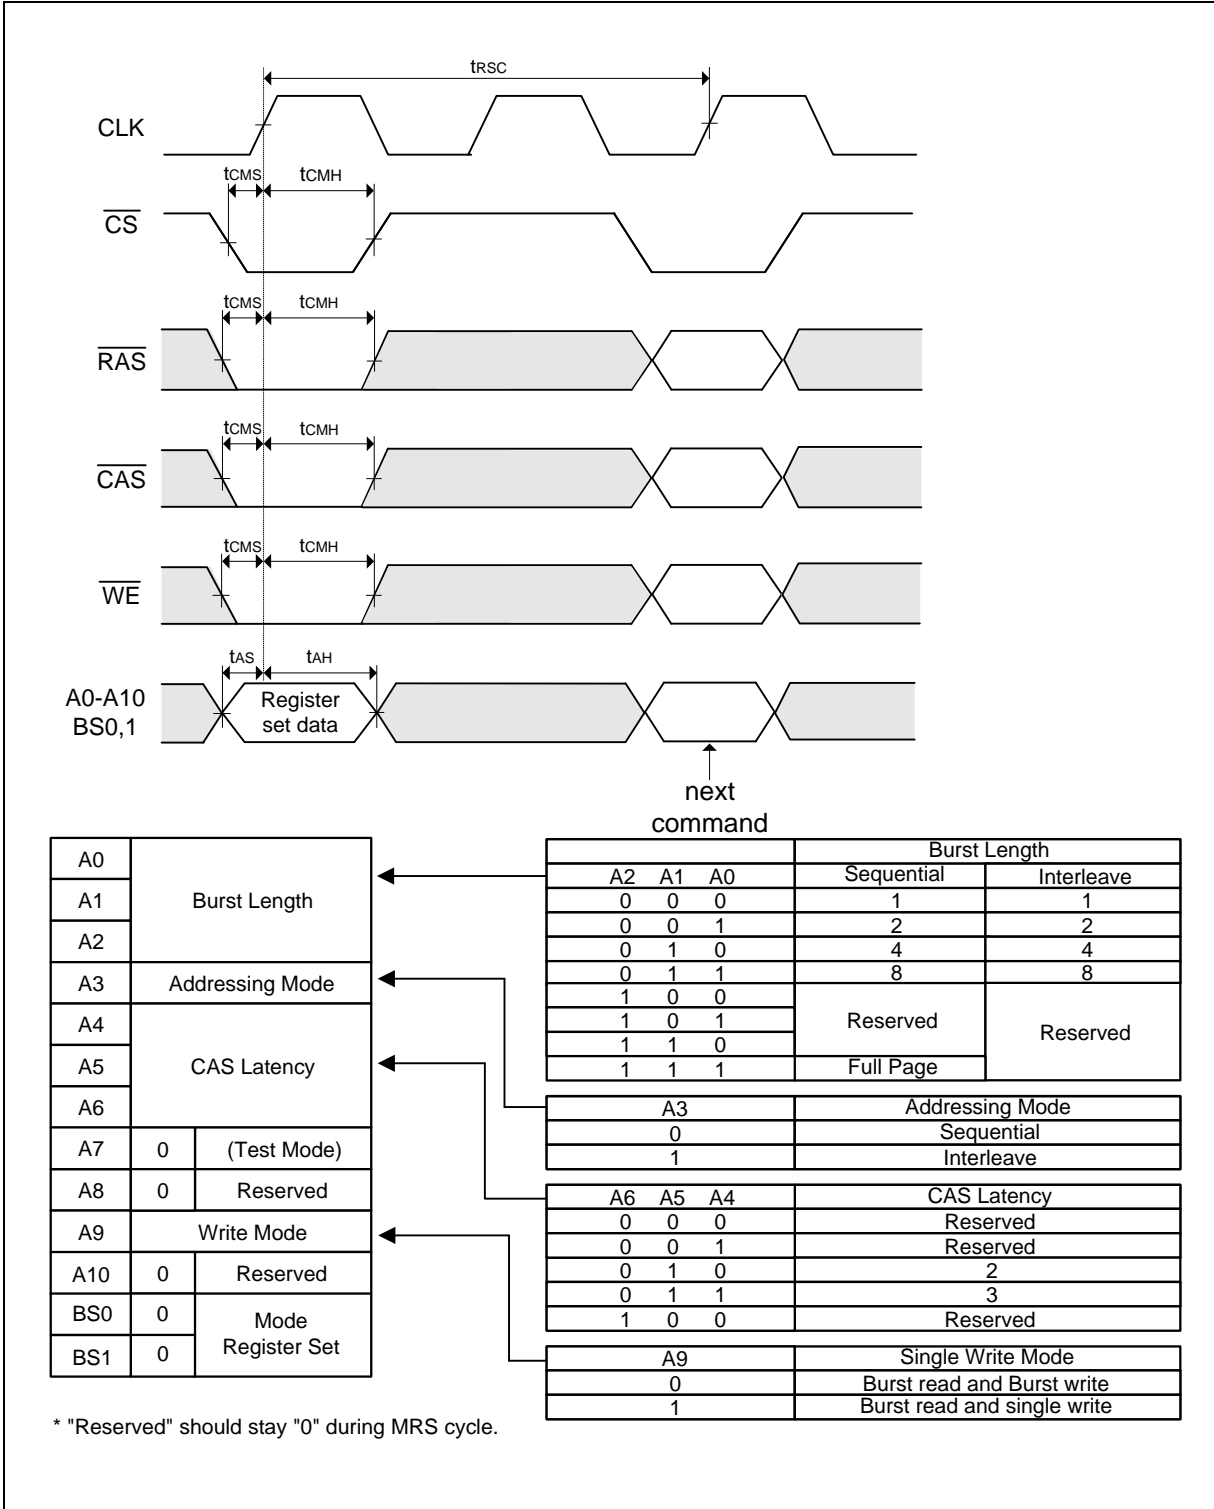 tRSC
CLK
tCMS tCMH
CS
tCMS tCMH
RAS
tCMS tCMH
CAS
tCMS tCMH
WE
tAS tAH
A0-A10
BS0,1
Register
set data
next
command
A0
A1
A2
Burst Length
A3 Addressing Mode
A4
A5
A6
CAS Latency
A7 0 (Test Mode)
A8 0 Reserved
A9 Write Mode
A10 0 Reserved
BS0 0
BS1 0
Mode
Register Set
Burst Length
A2 A1 A0 Sequential Interleave
0 0 0 1 1
0 0 1 2 2
0 1 0 4 4
0 1 1 8 8
1 0 0
1 0 1 Reserved Reserved
1 1 0
1 1 1 Full Page
A3 Addressing Mode
0 Sequential
1 Interleave
A6 A5 A4 CAS Latency
0 0 0 Reserved
0 0 1 Reserved
0 1 0 2
0 1 1 3
1 0 0 Reserved
A9 Single Write Mode
0 Burst read and Burst write
1 Burst read and single write
* "Reserved" should stay "0" during MRS cycle.